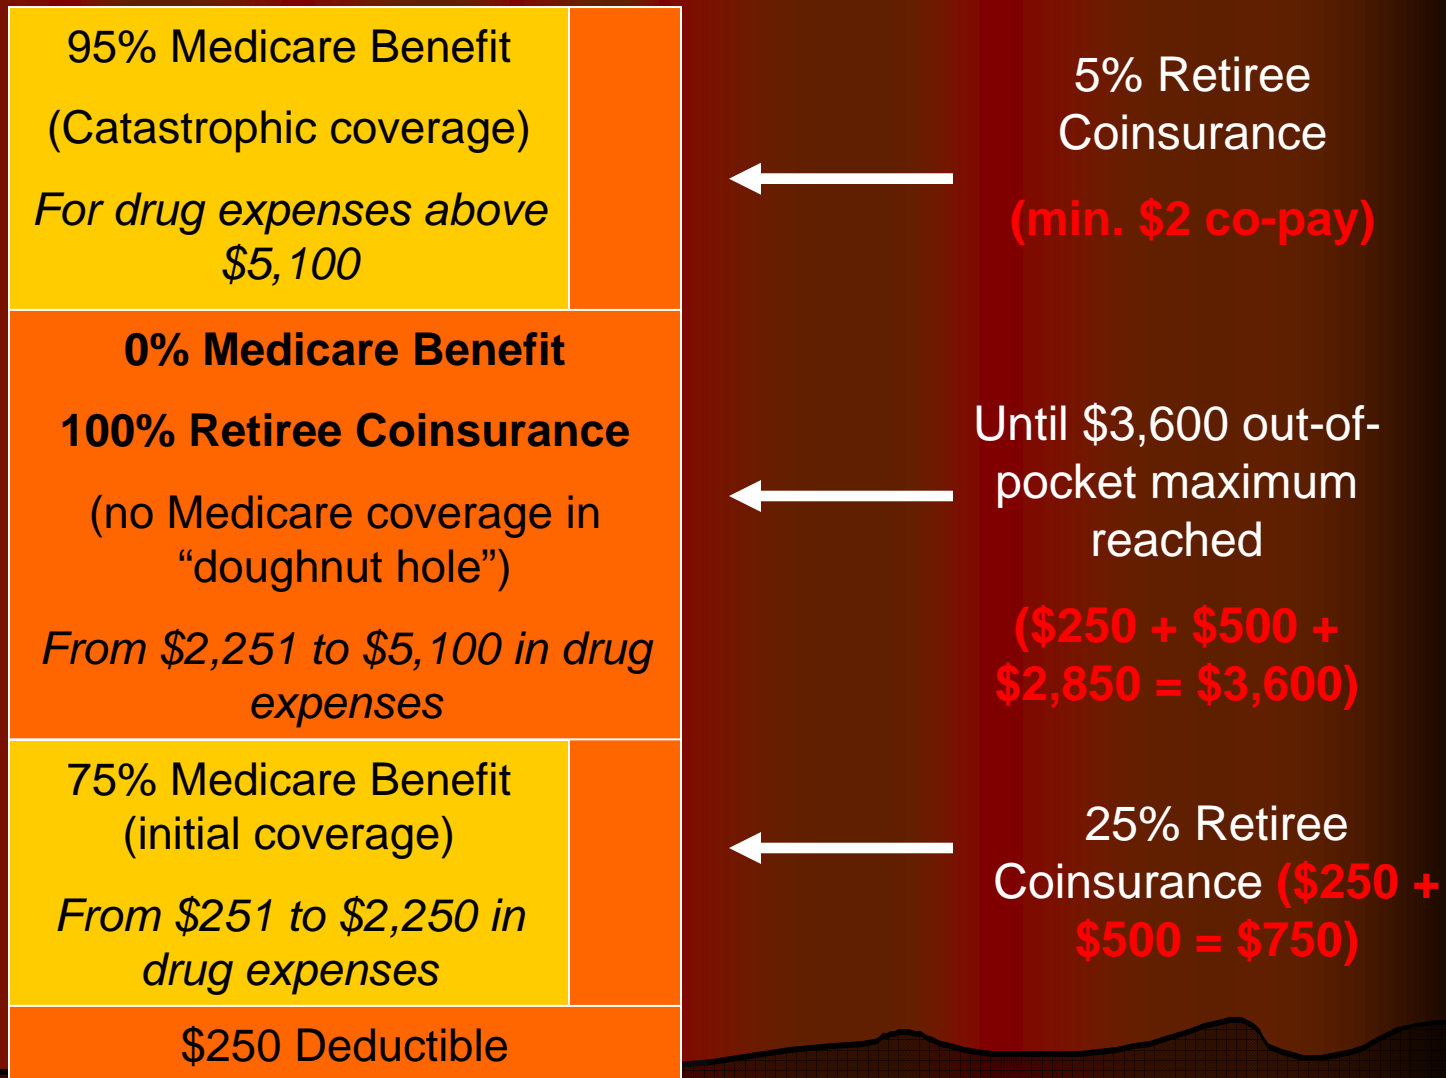 95% Medicare Benefit
(Catastrophic coverage)
For drug expenses above
$5,100
5% Retiree
Coinsurance
(min. $2 co-pay)
0% Medicare Benefit
100% Retiree Coinsurance
(no Medicare coverage in
“doughnut hole”)
From $2,251 to $5,100 in drug
expenses
Until $3,600 out-of-
pocket maximum
reached
($250 + $500 +
$2,850 = $3,600)
75% Medicare Benefit
(initial coverage)
From $251 to $2,250 in
drug expenses
25% Retiree
Coinsurance ($250 +
$500 = $750)
$250 Deductible